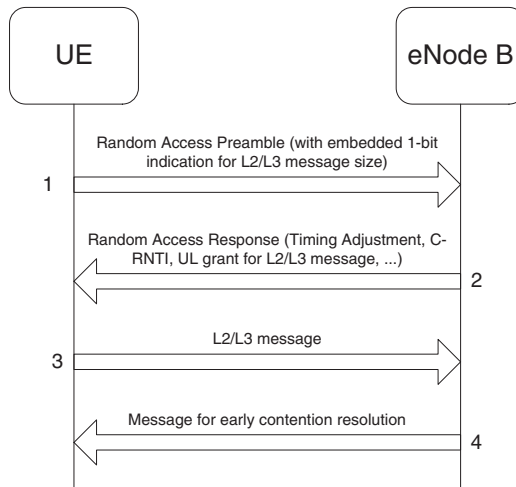 UE
eNode B
Random Access Preamble (with embedded 1-bit
indication for L2/L3 message size)
1
Random Access Response (Timing Adjustment, C-
RNTI, UL grant for L2/L3 message, ...)
2
L2/L3 message
3
Message for early contention resolution
4